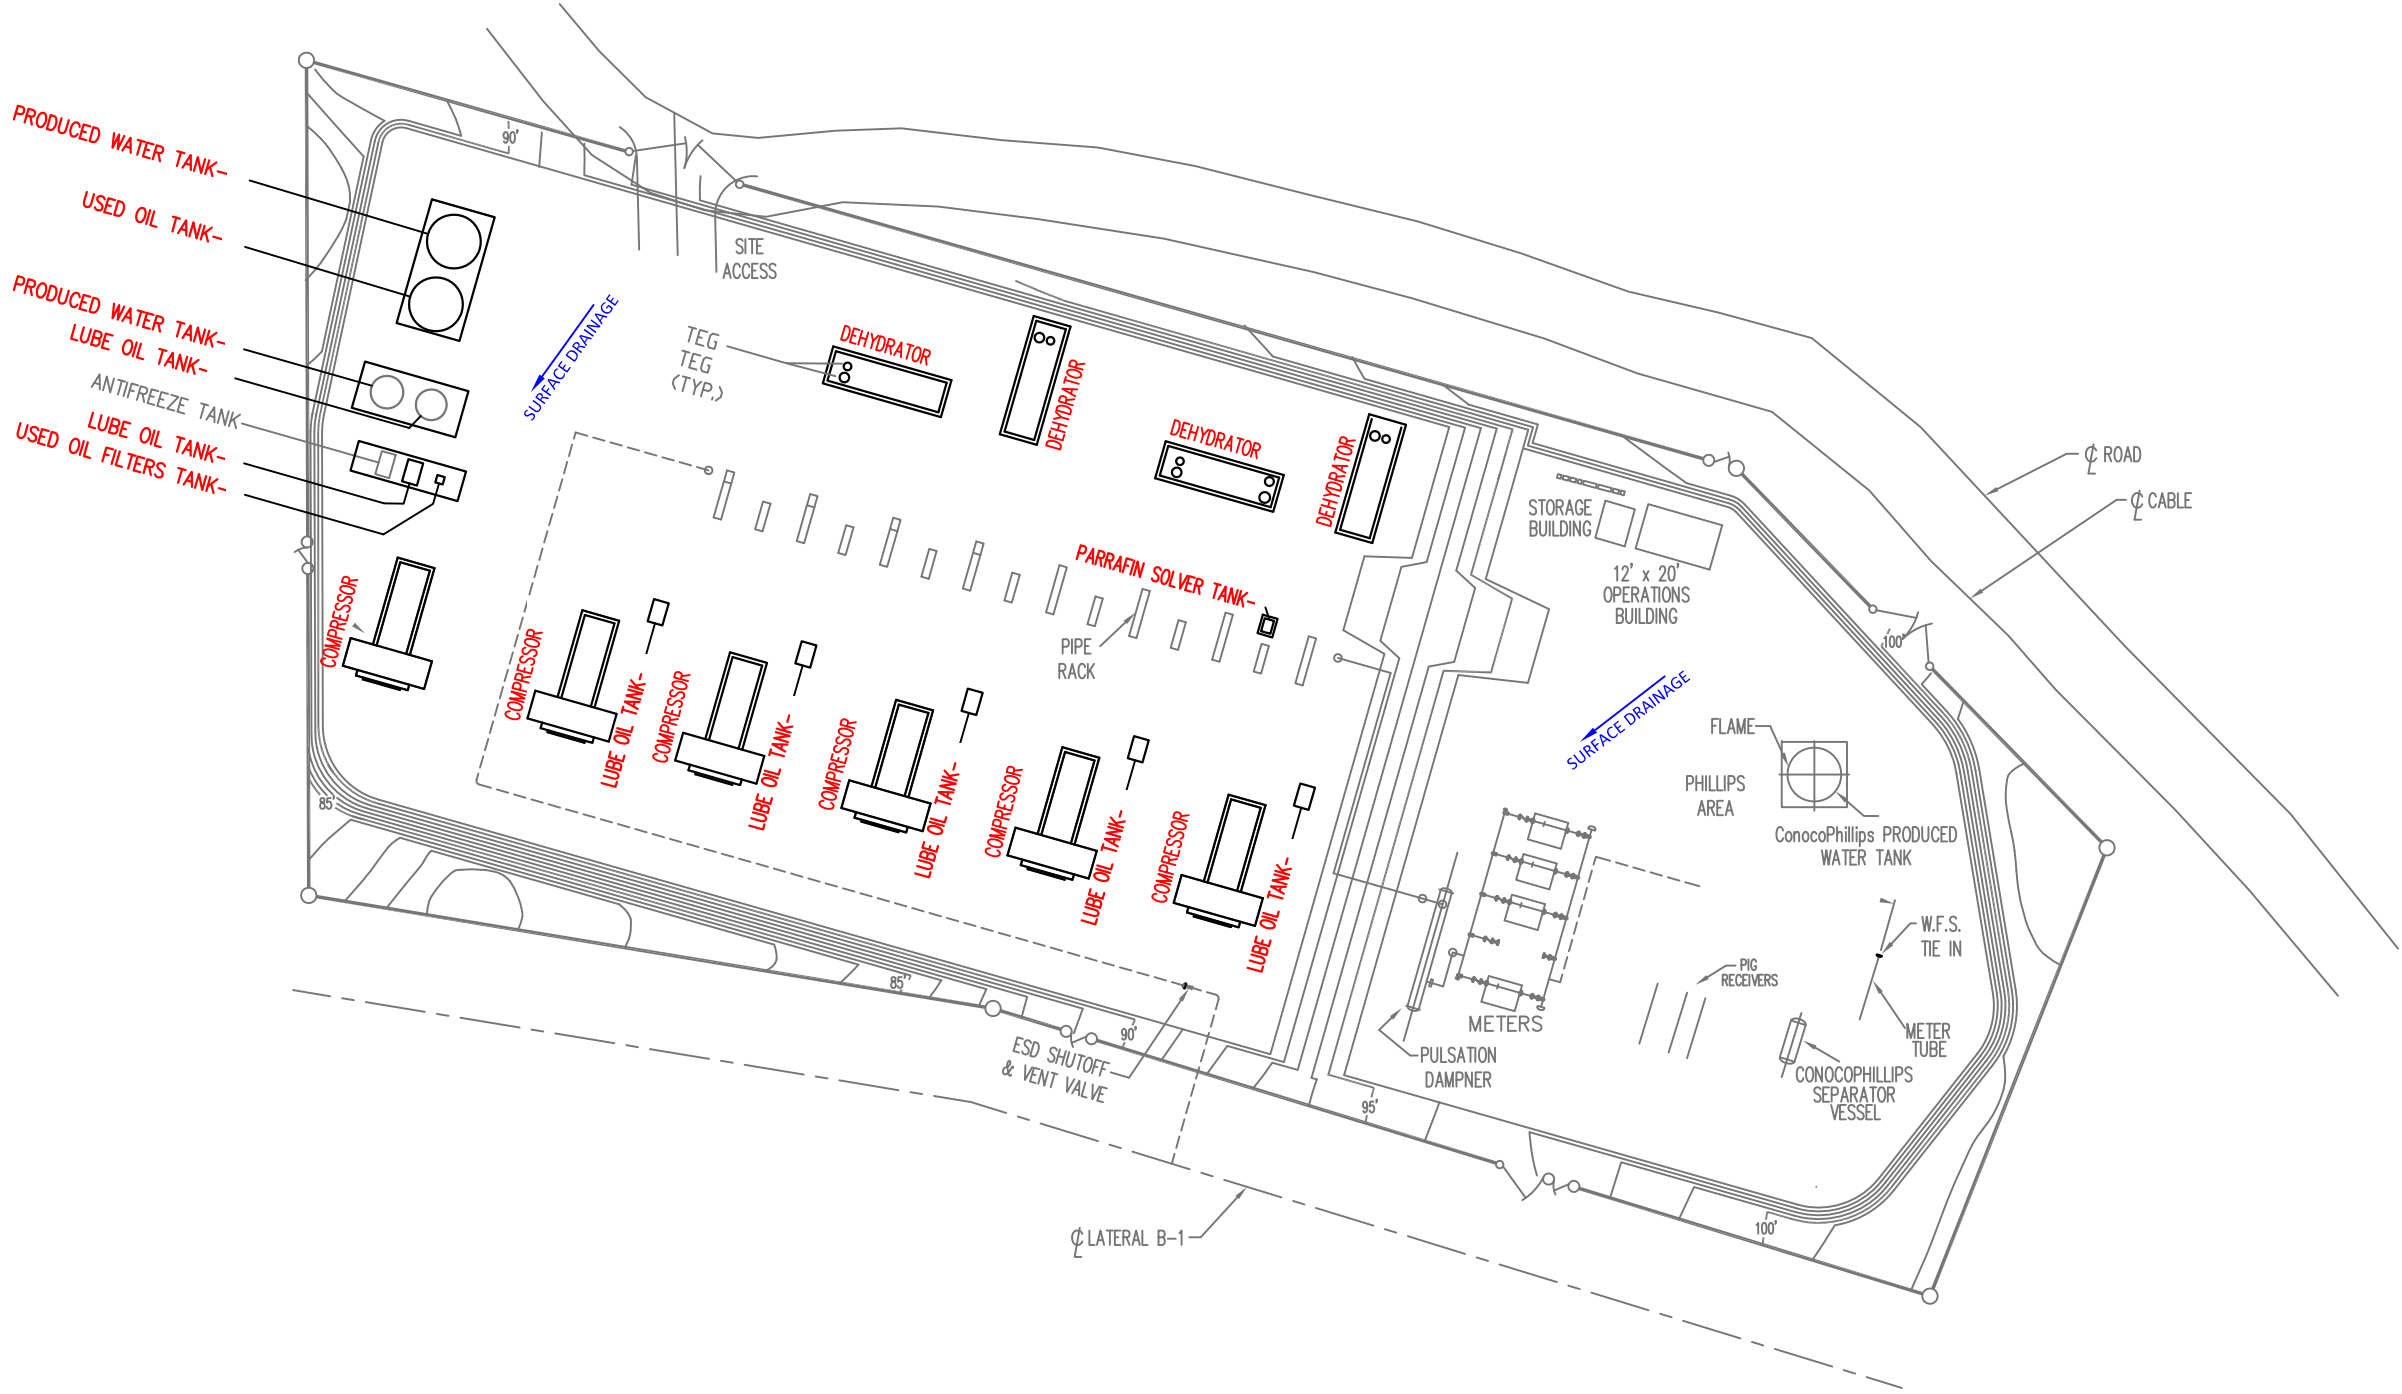 PRODUCED WATER TANK-
USED OIL TANK-
PRODUCED WATER TANK-
LUBE OIL TANK-
ANTIFREEZE TANK
LUBE OIL TANK-
USED OIL FILTERS TANK-
90'
SITE
ACCESS
SURFACE DRAINAGE
TEG
TEG
(TYP.)
DEHYDRATOR
DEHYDRATOR
DEHYDRATOR
DEHYDRATOR
PARRAFIN SOLVER TANK-
PIPE
RACK
COMPRESSOR
COMPRESSOR
LUBE OIL TANK-
COMPRESSOR
LUBE OIL TANK-
COMPRESSOR
LUBE OIL TANK-
COMPRESSOR
LUBE OIL TANK-
COMPRESSOR
LUBE OIL TANK-
STORAGE
BUILDING
12' x 20'
OPERATIONS
BUILDING
℄ ROAD
℄ CABLE
100'
SURFACE DRAINAGE
FLAME
PHILLIPS
AREA
ConocoPhillips PRODUCED
WATER TANK
W.F.S.
TIE IN
PIG
RECEIVERS
METER
TUBE
CONOCOPHILLIPS
SEPARATOR
VESSEL
METERS
PULSATION
DAMPNER
85'
85'
90'
ESD SHUTOFF
& VENT VALVE
95'
100'
℄ LATERAL B-1